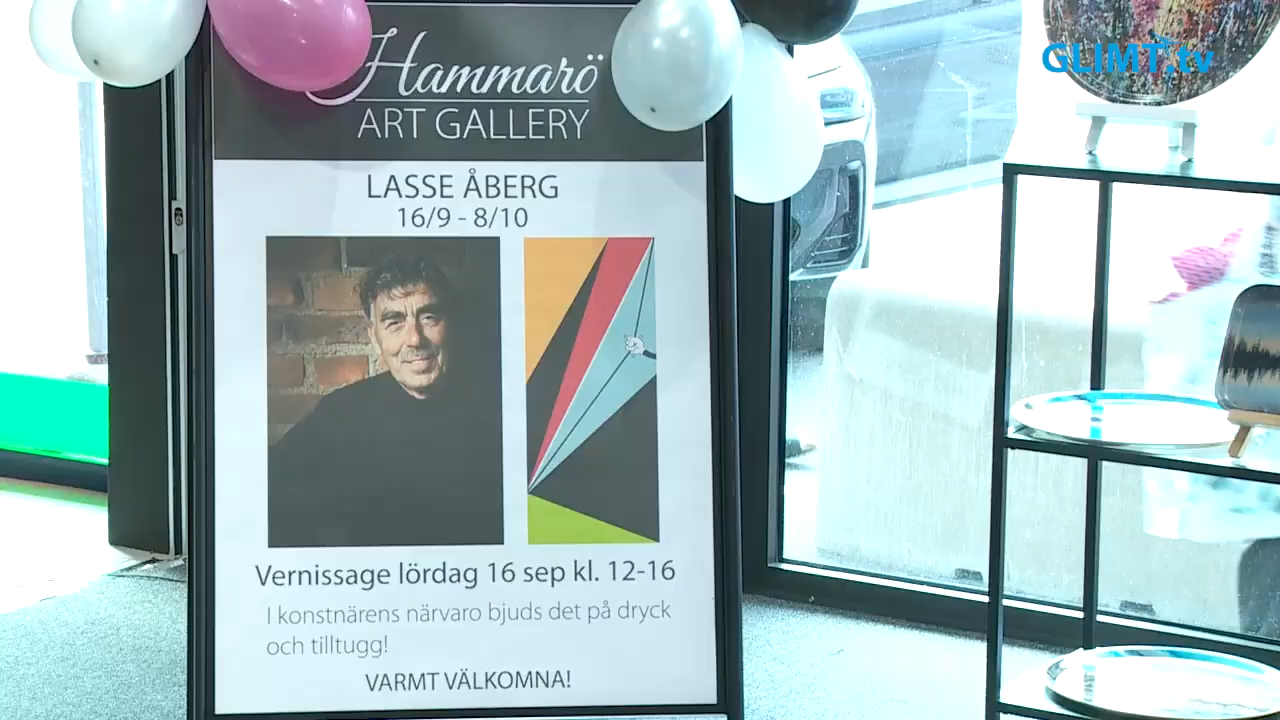 GLIMT.tv
Hammarö
ART GALLERY
LASSE ÅBERG
16/9 - 8/10
Vernissage lördag 16 sep kl. 12-16
I konstnärens närvaro bjuds det på dryck
och tilltugg!
VARMT VÄLKOMNA!